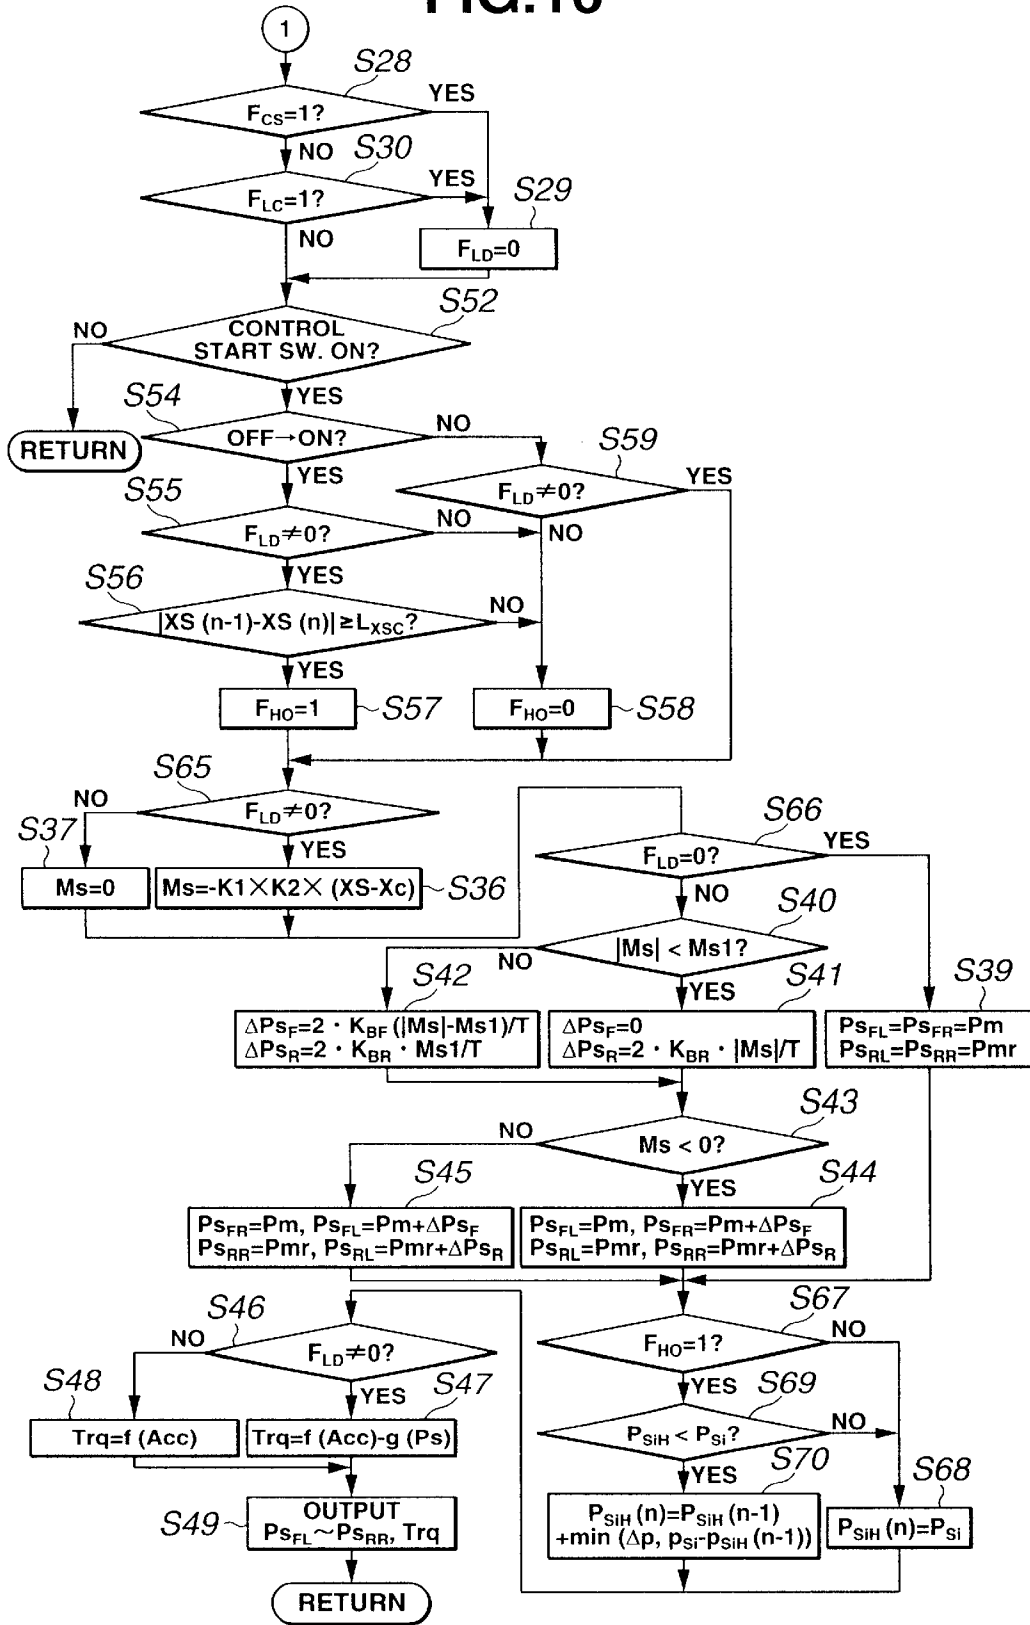 FIG.10
1
S28
F_CS=1?
YES
NO
S30
F_LC=1?
YES
NO
S29
F_LD=0
S52
CONTROL
START SW. ON?
NO
YES
RETURN
S54
OFF→ON?
NO
YES
S59
F_LD≠0?
YES
NO
S55
F_LD≠0?
NO
YES
S56
|XS (n-1)-XS (n)|≥L_XSC?
NO
YES
F_HO=1
S57
F_HO=0
S58
S65
F_LD≠0?
NO
YES
S37
Ms=0
Ms=-K1×K2× (XS-Xc)
S36
S66
F_LD=0?
YES
NO
S40
|Ms| < Ms1?
NO
YES
S42
ΔPs_F=2 · K_BF (|Ms|-Ms1)/T
ΔPs_R=2 · K_BR · Ms1/T
S41
ΔPs_F=0
ΔPs_R=2 · K_BR · |Ms|/T
S39
Ps_FL=Ps_FR=Pm
Ps_RL=Ps_RR=Pmr
S43
Ms < 0?
NO
YES
S45
Ps_FR=Pm, Ps_FL=Pm+ΔPs_F
Ps_RR=Pmr, Ps_RL=Pmr+ΔPs_R
S44
Ps_FL=Pm, Ps_FR=Pm+ΔPs_F
Ps_RL=Pmr, Ps_RR=Pmr+ΔPs_R
S67
F_HO=1?
NO
YES
S69
P_SiH < P_Si?
NO
YES
S70
P_SiH (n)=P_SiH (n-1)
+min (Δp, p_Si-p_SiH (n-1))
S68
P_SiH (n)=P_Si
S46
F_LD≠0?
NO
YES
S48
Trq=f (Acc)
S47
Trq=f (Acc)-g (Ps)
S49
OUTPUT
Ps_FL~Ps_RR, Trq
RETURN